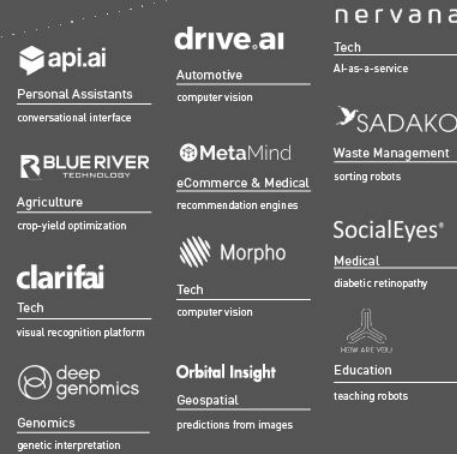 api.ai
Personal Assistants
conversational interface
BLUE RIVER
TECHNOLOGY
Agriculture
crop-yield optimization
clarifai
Tech
visual recognition platform
deep
genomics
Genomics
genetic interpretation
drive.ai
Automotive
computer vision
MetaMind
eCommerce & Medical
recommendation engines
Morpho
Tech
computer vision
Orbital Insight
Geospatial
predictions from images
nervana
Tech
AI-as-a-service
SADAKO
Waste Management
sorting robots
SocialEyes®
Medical
diabetic retinopathy
HOW ARE YOU
Education
teaching robots